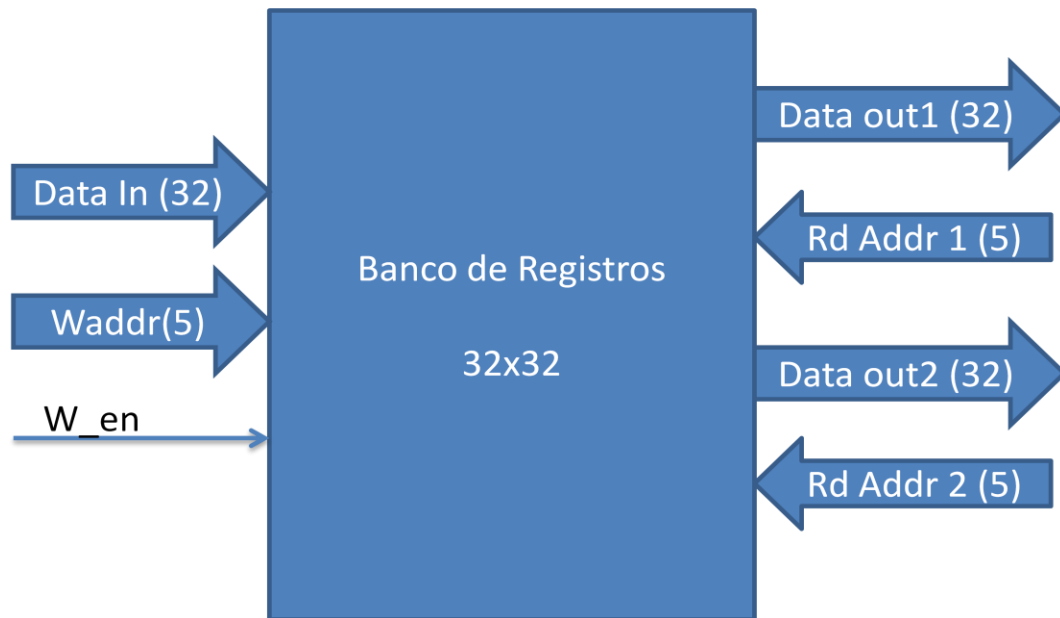 Data In (32)
Waddr(5)
W_en
Banco de Registros
32x32
Data out1 (32)
Rd Addr 1 (5)
Data out2 (32)
Rd Addr 2 (5)